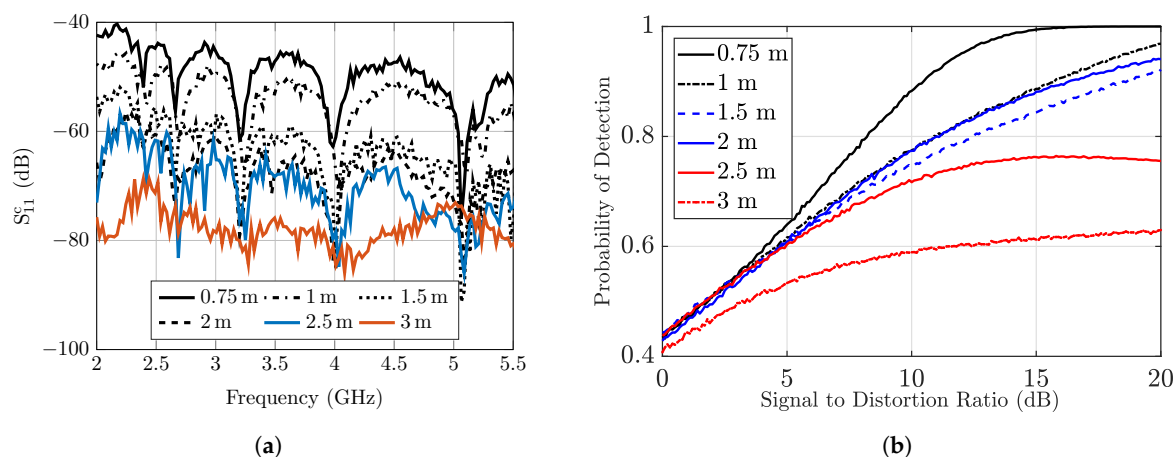 −40
−60
−80
−100
S₁₁ᶜ (dB)
0.75 m 1 m 1.5 m
2 m 2.5 m 3 m
2 2.5 3 3.5 4 4.5 5 5.5
Frequency (GHz)
(a)
1
0.8
0.6
0.4
Probability of Detection
0.75 m
1 m
1.5 m
2 m
2.5 m
3 m
0 5 10 15 20
Signal to Distortion Ratio (dB)
(b)